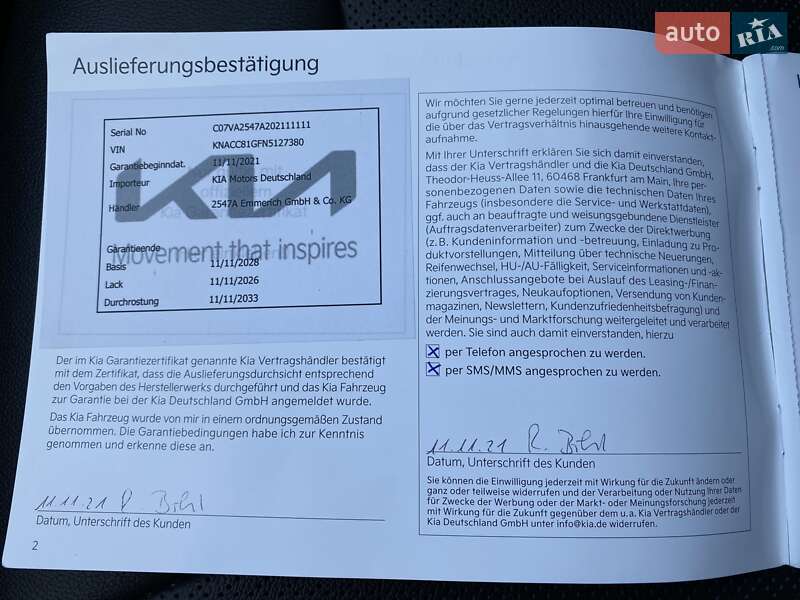 auto RIA .com
Auslieferungsbestätigung
Serial No C07VA2547A202111111
VIN KNACC81GFN5127380
Garantiebeginndat. 11/11/2021
Importeur KIA Motors Deutschland
Händler 2547A Emmerich GmbH & Co. KG
Kia Garantiezertifikat
Garantieende
Movement that inspires
Basis 11/11/2028
Lack 11/11/2026
Durchrostung 11/11/2033
Der im Kia Garantiezertifikat genannte Kia Vertragshändler bestätigt
mit dem Zertifikat, dass die Auslieferungsdurchsicht entsprechend
den Vorgaben des Herstellerwerks durchgeführt und das Kia Fahrzeug
zur Garantie bei der Kia Deutschland GmbH angemeldet wurde.
Das Kia Fahrzeug wurde von mir in einem ordnungsgemäßen Zustand
übernommen. Die Garantiebedingungen habe ich zur Kenntnis
genommen und erkenne diese an.
11.11.21
Datum, Unterschrift des Kunden
2
Wir möchten Sie gerne jederzeit optimal betreuen und benötigen
aufgrund gesetzlicher Regelungen hierfür Ihre Einwilligung für
die über das Vertragsverhältnis hinausgehende weitere Kontakt-
aufnahme.
Mit Ihrer Unterschrift erklären Sie sich damit einverstanden,
dass der Kia Vertragshändler und die Kia Deutschland GmbH,
Theodor-Heuss-Allee 11, 60468 Frankfurt am Main, Ihre per-
sonenbezogenen Daten sowie die technischen Daten Ihres
Fahrzeugs (insbesondere die Service- und Werkstattdaten),
ggf. auch an beauftragte und weisungsgebundene Dienstleister
(Auftragsdatenverarbeiter) zum Zwecke der Direktwerbung
(z. B. Kundeninformation und -betreuung, Einladung zu Pro-
duktvorstellungen, Mitteilung über technische Neuerungen,
Reifenwechsel, HU-/AU-Fälligkeit, Serviceinformationen und -ak-
tionen, Anschlussangebote bei Auslauf des Leasing-/Finan-
zierungsvertrages, Neukaufoptionen, Versendung von Kunden-
magazinen, Newslettern, Kundenzufriedenheitsbefragung) und
der Meinungs- und Marktforschung weitergeleitet und verarbeitet
werden. Sie sind auch damit einverstanden, hierzu
per Telefon angesprochen zu werden.
per SMS/MMS angesprochen zu werden.
11.11.21
Datum, Unterschrift des Kunden
Sie können die Einwilligung jederzeit mit Wirkung für die Zukunft ändern oder
ganz oder teilweise widerrufen und der Verarbeitung oder Nutzung Ihrer Daten
für Zwecke der Werbung oder der Markt- oder Meinungsforschung jederzeit
mit Wirkung für die Zukunft gegenüber dem u.a. Kia Vertragshändler oder der
Kia Deutschland GmbH unter info@kia.de widerrufen.